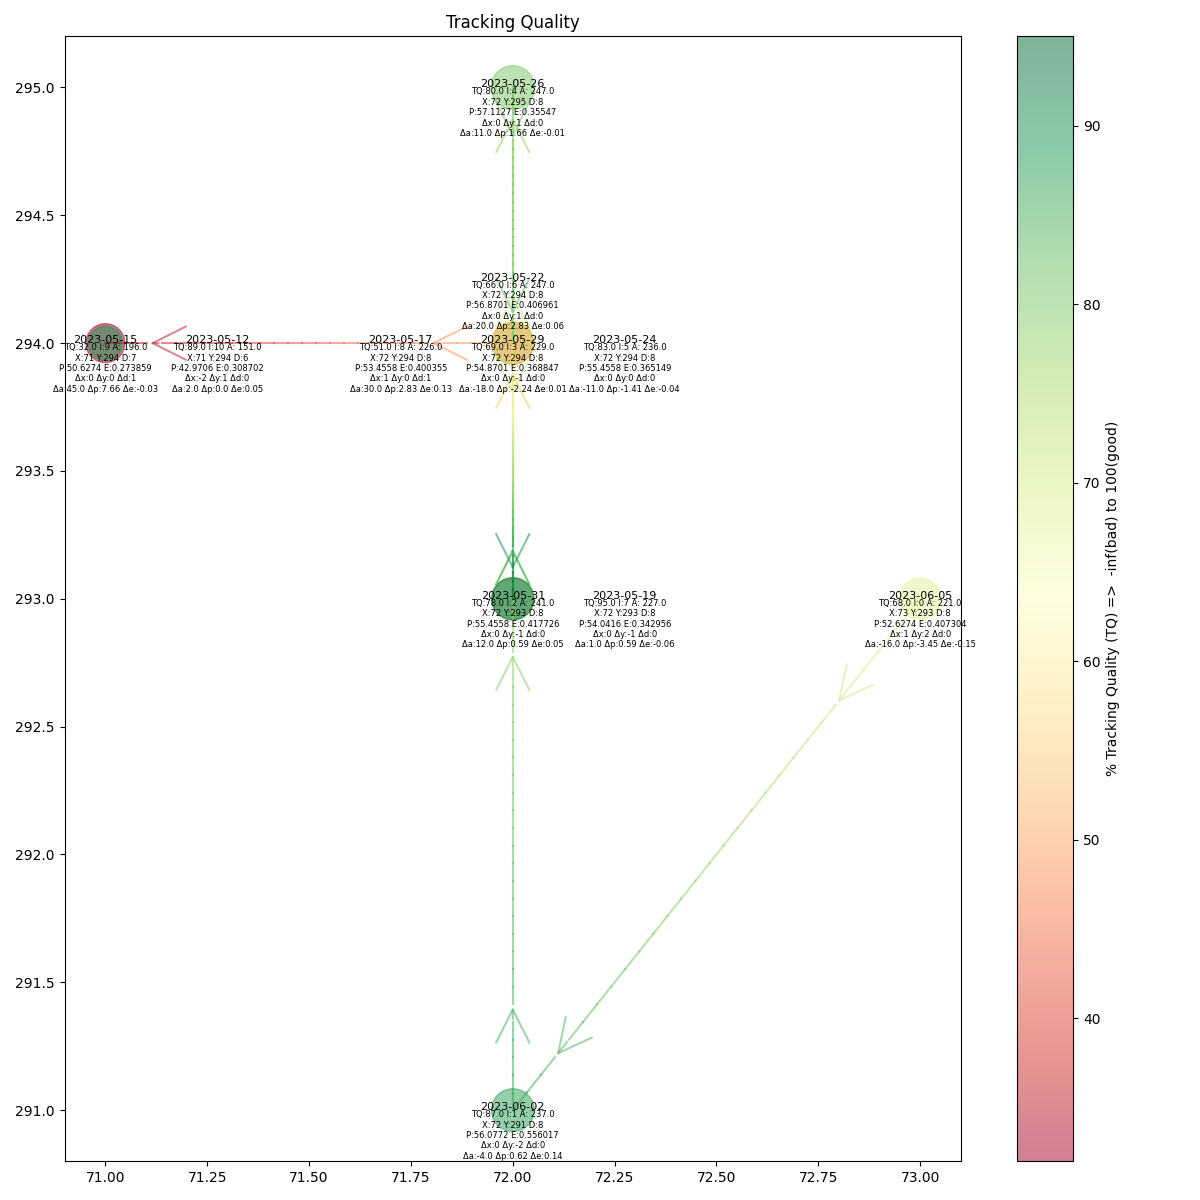 Tracking Quality
295.0
294.5
294.0
293.5
293.0
292.5
292.0
291.5
291.0
71.00
71.25
71.50
71.75
72.00
72.25
72.50
72.75
73.00
2023-05-26
TQ:80.0 I:4 A: 247.0
X:72 Y:295 D:8
P:57.1127 E:0.35547
Δx:0 Δy:1 Δd:0
Δa:11.0 Δp:1.66 Δe:-0.01
2023-05-22
TQ:66.0 I:6 A: 247.0
X:72 Y:294 D:8
P:56.8701 E:0.406961
Δx:0 Δy:1 Δd:0
Δa:20.0 Δp:2.83 Δe:0.06
2023-05-15
TQ:32.0 I:9 A: 196.0
X:71 Y:294 D:7
P:50.6274 E:0.273859
Δx:0 Δy:0 Δd:1
Δa:45.0 Δp:7.66 Δe:-0.03
2023-05-12
TQ:89.0 I:10 A: 151.0
X:71 Y:294 D:6
P:42.9706 E:0.308702
Δx:-2 Δy:1 Δd:0
Δa:2.0 Δp:0.0 Δe:0.05
2023-05-17
TQ:51.0 I:8 A: 226.0
X:72 Y:294 D:8
P:53.4558 E:0.400355
Δx:1 Δy:0 Δd:1
Δa:30.0 Δp:2.83 Δe:0.13
2023-05-29
TQ:69.0 I:3 A: 229.0
X:72 Y:294 D:8
P:54.8701 E:0.368847
Δx:0 Δy:-1 Δd:0
Δa:-18.0 Δp:-2.24 Δe:0.01
2023-05-24
TQ:83.0 I:5 A: 236.0
X:72 Y:294 D:8
P:55.4558 E:0.365149
Δx:0 Δy:0 Δd:0
Δa:-11.0 Δp:-1.41 Δe:-0.04
2023-05-31
TQ:78.0 I:2 A: 241.0
X:72 Y:293 D:8
P:55.4558 E:0.417726
Δx:0 Δy:-1 Δd:0
Δa:12.0 Δp:0.59 Δe:0.05
2023-05-19
TQ:95.0 I:7 A: 227.0
X:72 Y:293 D:8
P:54.0416 E:0.342956
Δx:0 Δy:-1 Δd:0
Δa:1.0 Δp:0.59 Δe:-0.06
2023-06-05
TQ:68.0 I:0 A: 221.0
X:73 Y:293 D:8
P:52.6274 E:0.407304
Δx:1 Δy:2 Δd:0
Δa:-16.0 Δp:-3.45 Δe:-0.15
2023-06-02
TQ:87.0 I:1 A: 237.0
X:72 Y:291 D:8
P:56.0772 E:0.556017
Δx:0 Δy:-2 Δd:0
Δa:-4.0 Δp:0.62 Δe:0.14
90
80
70
60
50
40
% Tracking Quality (TQ) => -inf(bad) to 100(good)